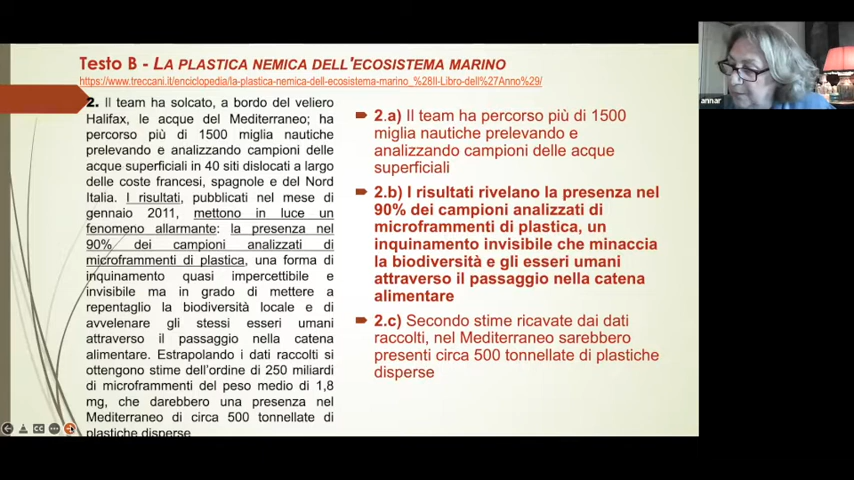 Testo B - LA PLASTICA NEMICA DELL'ECOSISTEMA MARINO
https://www.treccani.it/enciclopedia/la-plastica-nemica-dell-ecosistema-marino_%28Il-Libro-dell%27Anno%29/
2. Il team ha solcato, a bordo del veliero
Halifax, le acque del Mediterraneo; ha
percorso più di 1500 miglia nautiche
prelevando e analizzando campioni delle
acque superficiali in 40 siti dislocati a largo
delle coste francesi, spagnole e del Nord
Italia. I risultati, pubblicati nel mese di
gennaio 2011, mettono in luce un
fenomeno allarmante: la presenza nel
90% dei campioni analizzati di
microframmenti di plastica, una forma di
inquinamento quasi impercettibile e
invisibile ma in grado di mettere a
repentaglio la biodiversità locale e di
avvelenare gli stessi esseri umani
attraverso il passaggio nella catena
alimentare. Estrapolando i dati raccolti si
ottengono stime dell'ordine di 250 miliardi
di microframmenti del peso medio di 1,8
mg, che darebbero una presenza nel
Mediterraneo di circa 500 tonnellate di
plastiche disperse
2.a) Il team ha percorso più di 1500
miglia nautiche prelevando e
analizzando campioni delle acque
superficiali
2.b) I risultati rivelano la presenza nel
90% dei campioni analizzati di
microframmenti di plastica, un
inquinamento invisibile che minaccia
la biodiversità e gli esseri umani
attraverso il passaggio nella catena
alimentare
2.c) Secondo stime ricavate dai dati
raccolti, nel Mediterraneo sarebbero
presenti circa 500 tonnellate di plastiche
disperse
annar
CC